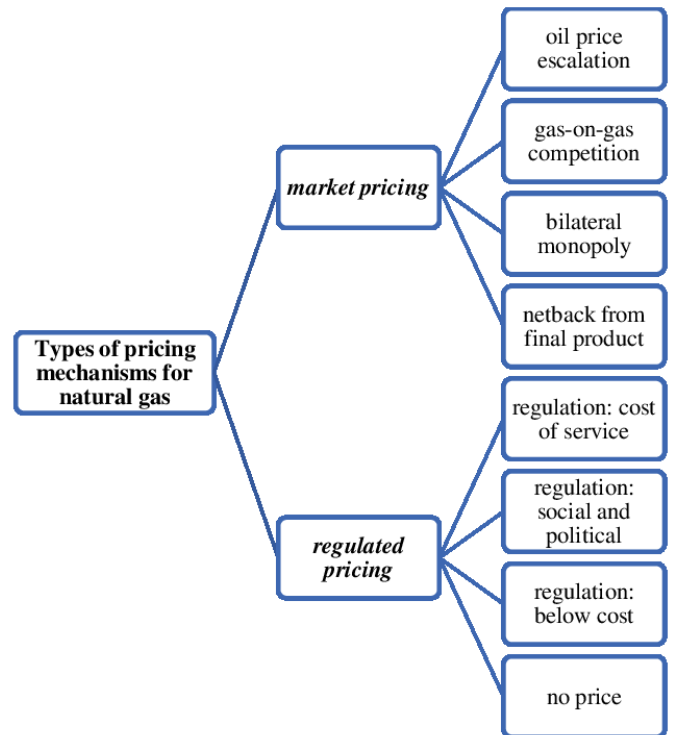 Types of pricing
mechanisms for
natural gas
market pricing
oil price
escalation
gas-on-gas
competition
bilateral
monopoly
netback from
final product
regulated
pricing
regulation: cost
of service
regulation:
social and
political
regulation:
below cost
no price